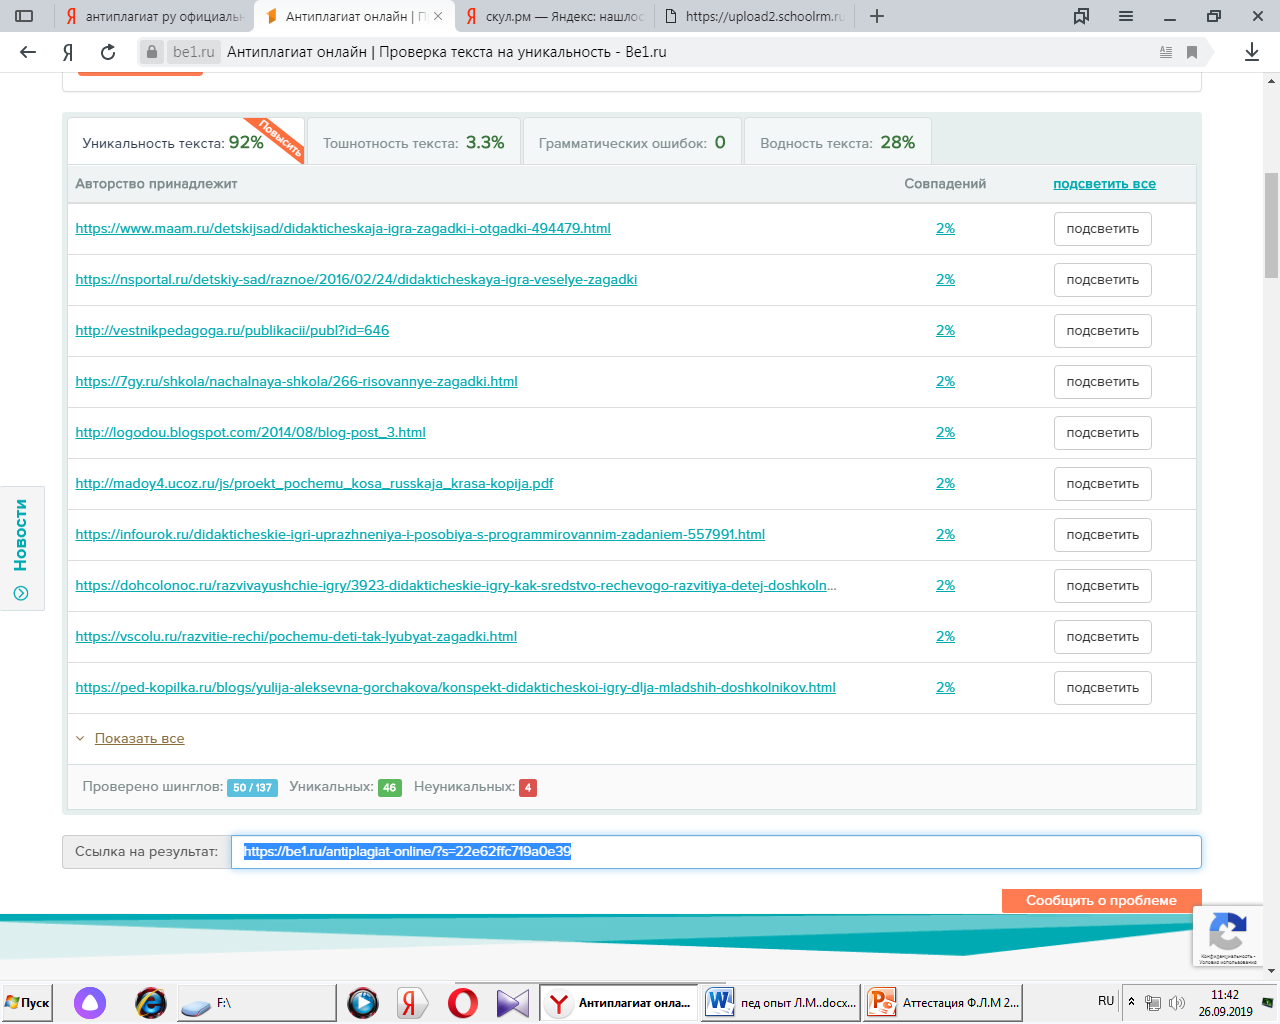 антиплагиат ру официальн
Антиплагиат онлайн | П
скул.рм — Яндекс: нашлос
https://upload2.schoolrm.ru
be1.ru
Антиплагиат онлайн | Проверка текста на уникальность - Be1.ru
Уникальность текста: 92%
Повысить
Тошнотность текста: 3.3%
Грамматических ошибок: 0
Водность текста: 28%
Авторство принадлежит
Совпадений
подсветить все
https://www.maam.ru/detskijsad/didakticheskaja-igra-zagadki-i-otgadki-494479.html
2%
подсветить
https://nsportal.ru/detskiy-sad/raznoe/2016/02/24/didakticheskaya-igra-veselye-zagadki
2%
подсветить
http://vestnikpedagoga.ru/publikacii/publ?id=646
2%
подсветить
https://7gy.ru/shkola/nachalnaya-shkola/266-risovannye-zagadki.html
2%
подсветить
http://logodou.blogspot.com/2014/08/blog-post_3.html
2%
подсветить
http://madoy4.ucoz.ru/js/proekt_pochemu_kosa_russkaja_krasa-kopija.pdf
2%
подсветить
https://infourok.ru/didakticheskie-igri-uprazhneniya-i-posobiya-s-programmirovannim-zadaniem-557991.html
2%
подсветить
https://dohcolonoc.ru/razvivayushchie-igry/3923-didakticheskie-igry-kak-sredstvo-rechevogo-razvitiya-detej-doshkoln...
2%
подсветить
https://vscolu.ru/razvitie-rechi/pochemu-deti-tak-lyubyat-zagadki.html
2%
подсветить
https://ped-kopilka.ru/blogs/yulija-aleksevna-gorchakova/konspekt-didakticheskoi-igry-dlja-mladshih-doshkolnikov.html
2%
подсветить
Показать все
Проверено шинглов: 50 / 137 Уникальных: 46 Неуникальных: 4
Новости
Ссылка на результат:
https://be1.ru/antiplagiat-online/?s=22e62ffc719a0e39
Сообщить о проблеме
Конфиденциальность -
Условия использования
Пуск
F:\
Антиплагиат онла...
пед опыт Л.М..docx...
Аттестация Ф.Л.М 2...
RU
11:42
26.09.2019